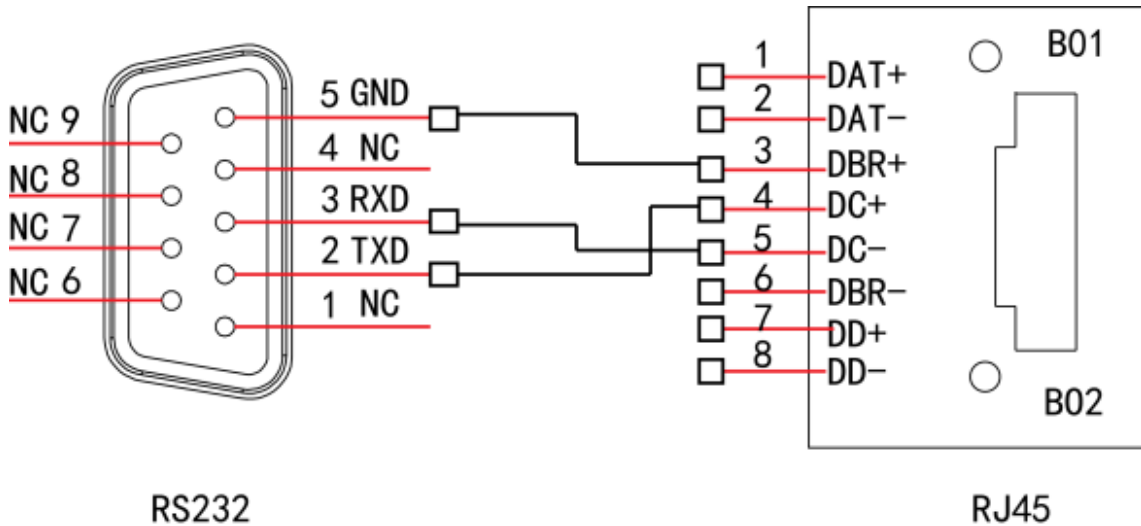 NC 9
NC 8
NC 7
NC 6
5 GND
4 NC
3 RXD
2 TXD
1 NC
RS232
1 DAT+
2 DAT-
3 DBR+
4 DC+
5 DC-
6 DBR-
7 DD+
8 DD-
B01
B02
RJ45